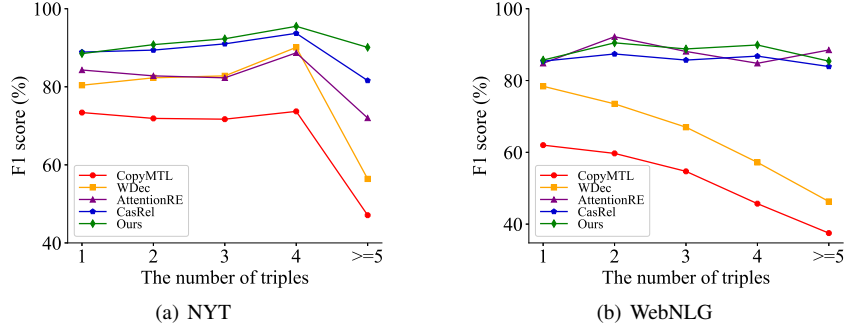 100
80
60
40
F1 score (%)
CopyMTL
WDec
AttentionRE
CasRel
Ours
1 2 3 4 >=5
The number of triples
(a) NYT
100
80
60
40
F1 score (%)
CopyMTL
WDec
AttentionRE
CasRel
Ours
1 2 3 4 >=5
The number of triples
(b) WebNLG